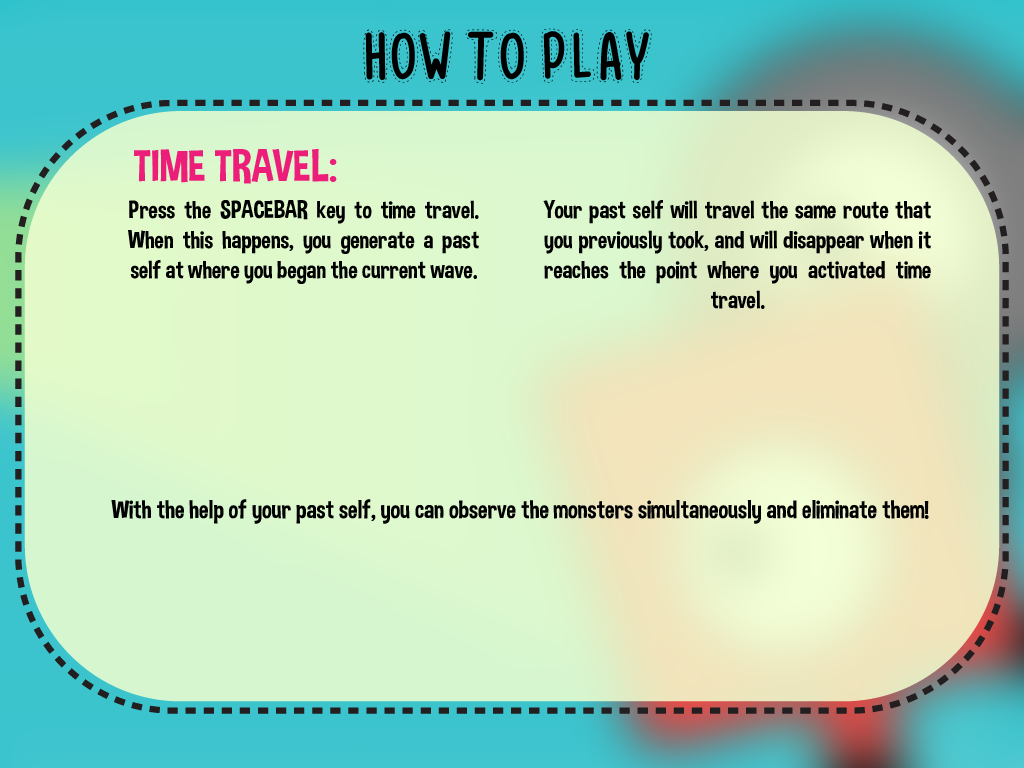 HOW TO PLAY
TIME TRAVEL:
Press the SPACEBAR key to time travel.
When this happens, you generate a past
self at where you began the current wave.
Your past self will travel the same route that
you previously took, and will disappear when it
reaches the point where you activated time
travel.
With the help of your past self, you can observe the monsters simultaneously and eliminate them!